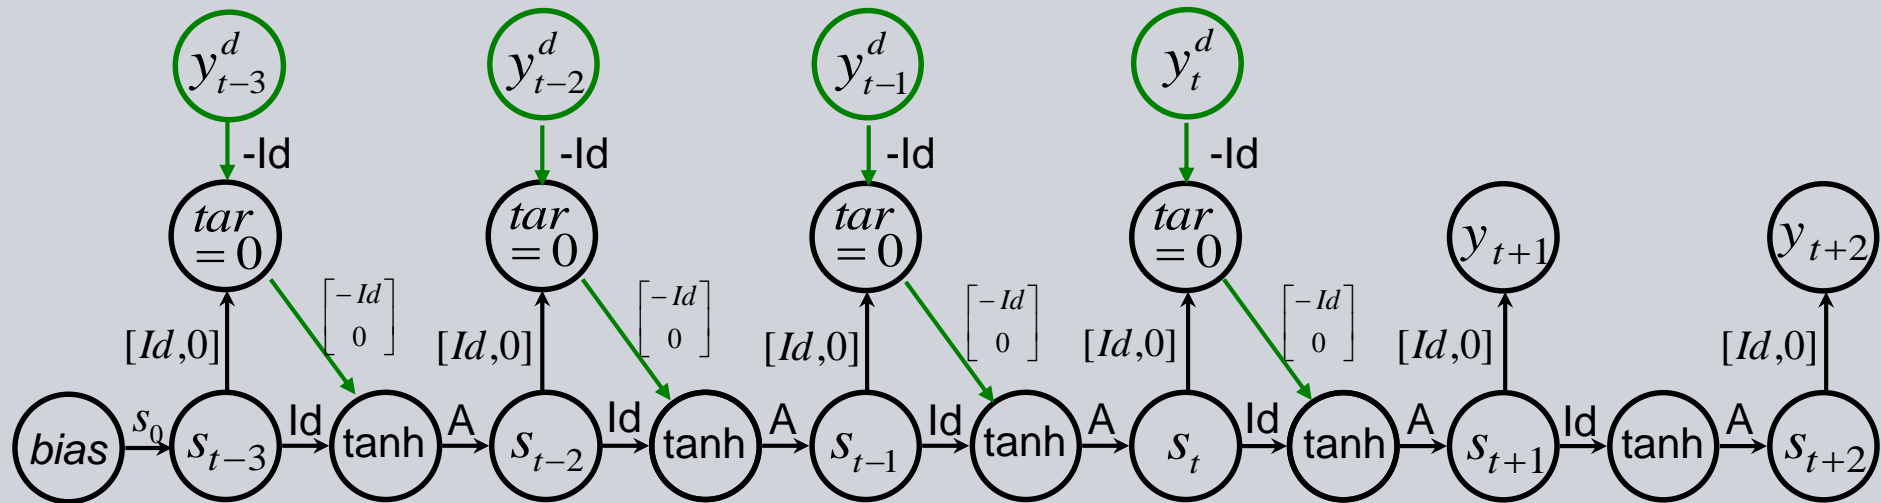 y^d_{t-3} y^d_{t-2} y^d_{t-1} y^d_t
-Id -Id -Id -Id
tar =0 tar =0 tar =0 tar =0 y_{t+1} y_{t+2}
[-Id 0] [-Id 0] [-Id 0] [-Id 0]
[Id,0] [Id,0] [Id,0] [Id,0] [Id,0] [Id,0]
bias s_0 s_{t-3} Id tanh A s_{t-2} Id tanh A s_{t-1} Id tanh A s_t Id tanh A s_{t+1} Id tanh A s_{t+2}